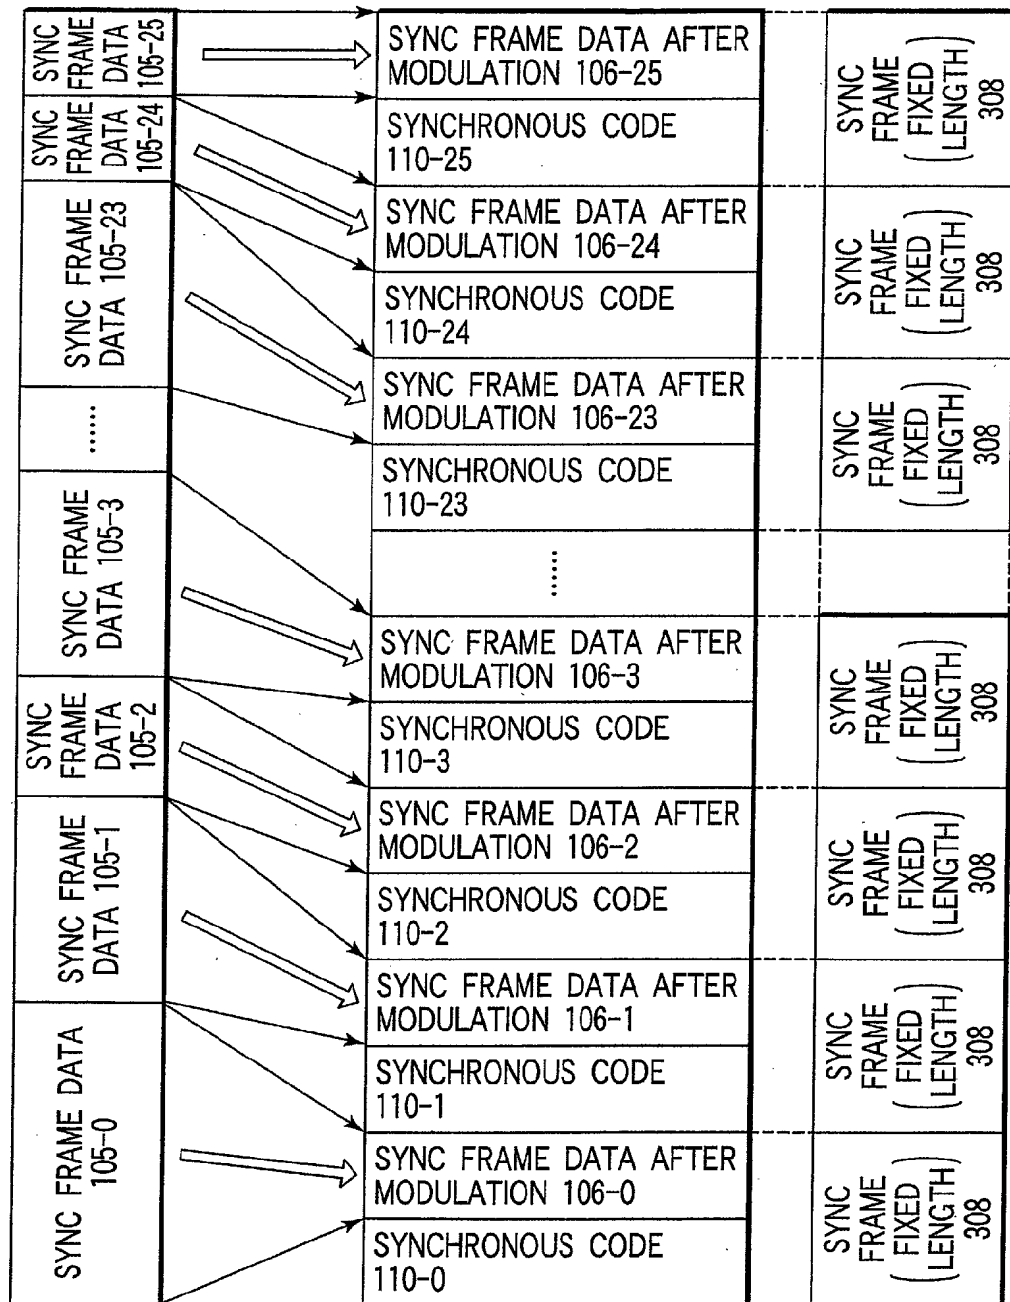 SYNC
FRAME
DATA
105-25
SYNC
FRAME
DATA
105-24
SYNC FRAME
DATA 105-23
......
SYNC FRAME
DATA 105-3
SYNC
FRAME
DATA
105-2
SYNC FRAME
DATA 105-1
SYNC FRAME DATA
105-0
SYNC FRAME DATA AFTER
MODULATION 106-25
SYNCHRONOUS CODE
110-25
SYNC FRAME DATA AFTER
MODULATION 106-24
SYNCHRONOUS CODE
110-24
SYNC FRAME DATA AFTER
MODULATION 106-23
SYNCHRONOUS CODE
110-23
......
SYNC FRAME DATA AFTER
MODULATION 106-3
SYNCHRONOUS CODE
110-3
SYNC FRAME DATA AFTER
MODULATION 106-2
SYNCHRONOUS CODE
110-2
SYNC FRAME DATA AFTER
MODULATION 106-1
SYNCHRONOUS CODE
110-1
SYNC FRAME DATA AFTER
MODULATION 106-0
SYNCHRONOUS CODE
110-0
SYNC
FRAME
(FIXED
LENGTH)
308
SYNC
FRAME
(FIXED
LENGTH)
308
SYNC
FRAME
(FIXED
LENGTH)
308
SYNC
FRAME
(FIXED
LENGTH)
308
SYNC
FRAME
(FIXED
LENGTH)
308
SYNC
FRAME
(FIXED
LENGTH)
308
SYNC
FRAME
(FIXED
LENGTH)
308